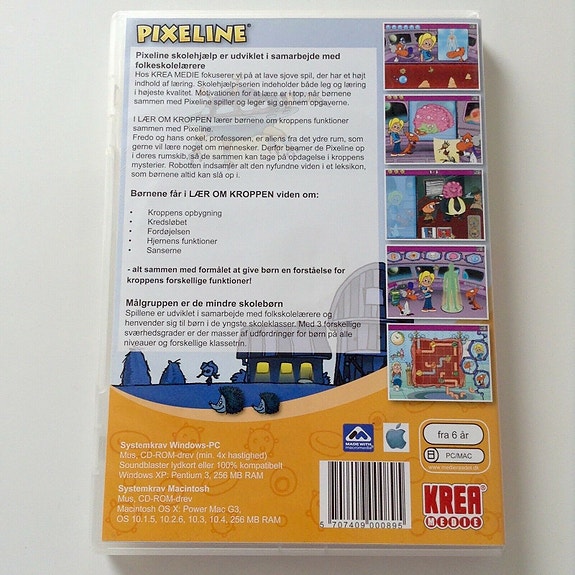 PIXELINE®
Pixeline skolehjælp er udviklet i samarbejde med
folkeskolelærere
Hos KREA MEDIE fokuserer vi på at lave sjove spil, der har et højt
indhold af læring. Skolehjælp-serien indeholder både leg og læring
i højeste kvalitet. Motivationen for at lære er i top, når børnene
sammen med Pixeline spiller og leger sig gennem opgaverne.
I LÆR OM KROPPEN lærer børnene om kroppens funktioner
sammen med Pixeline.
Fredo og hans onkel, professoren, er aliens fra det ydre rum, som
gerne vil lære noget om mennesker. Derfor beamer de Pixeline op
i deres rumskib, så de sammen kan tage på opdagelse i kroppens
mysterier. Robotten indsamler alt den nyfundne viden i et leksikon,
som børnene altid kan slå op i.
Børnene får i LÆR OM KROPPEN viden om:
• Kroppens opbygning
• Kredsløbet
• Fordøjelsen
• Hjernens funktioner
• Sanserne
- alt sammen med formålet at give børn en forståelse for
kroppens forskellige funktioner!
Målgruppen er de mindre skolebørn
Spillene er udviklet i samarbejde med folkskolelærere og
henvender sig til børn i de yngste skoleklasser. Med 3 forskellige
sværhedsgrader er der masser af udfordringer for børn på alle
niveauer og forskellige klassetrin.
Systemkrav Windows-PC
Mus, CD-ROM-drev (min. 4x hastighed)
Soundblaster lydkort eller 100% kompatibelt
Windows XP: Pentium 3, 256 MB RAM
Systemkrav Macintosh
Mus, CD-ROM-drev
Macintosh OS X: Power Mac G3,
OS 10.1.5, 10.2.6, 10.3, 10.4, 256 MB RAM
MADE WITH
macromedia
fra 6 år
PC/MAC
www.medieraadet.dk
5 707409 000895
KREA®
MEDIE